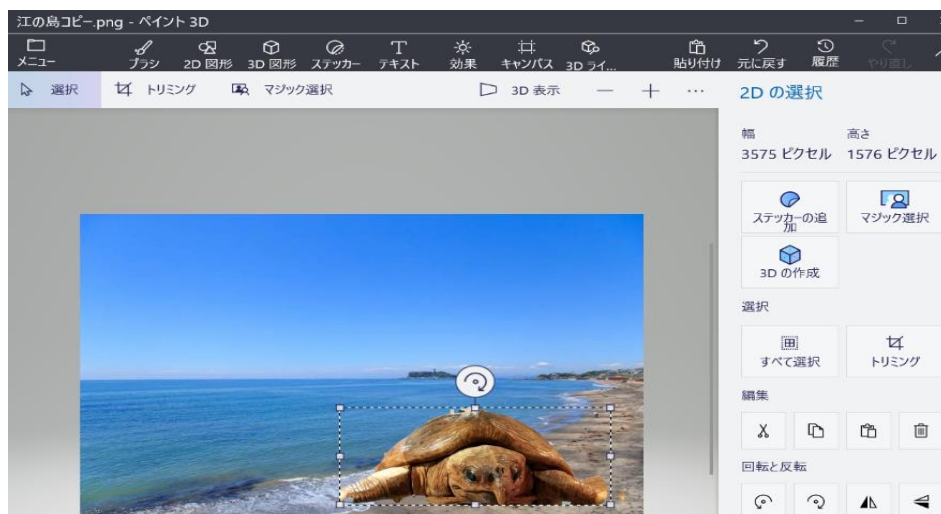 江の島コピー.png - ペイント 3D
メニュー ブラシ 2D 図形 3D 図形 ステッカー テキスト 効果 キャンバス 3D ライ... 貼り付け 元に戻す 履歴 やり直し
選択 トリミング マジック選択 3D 表示 ...
2D の選択
幅 高さ
3575 ピクセル 1576 ピクセル
ステッカーの追 マジック選択
加
3D の作成
選択
すべて選択 トリミング
編集
回転と反転